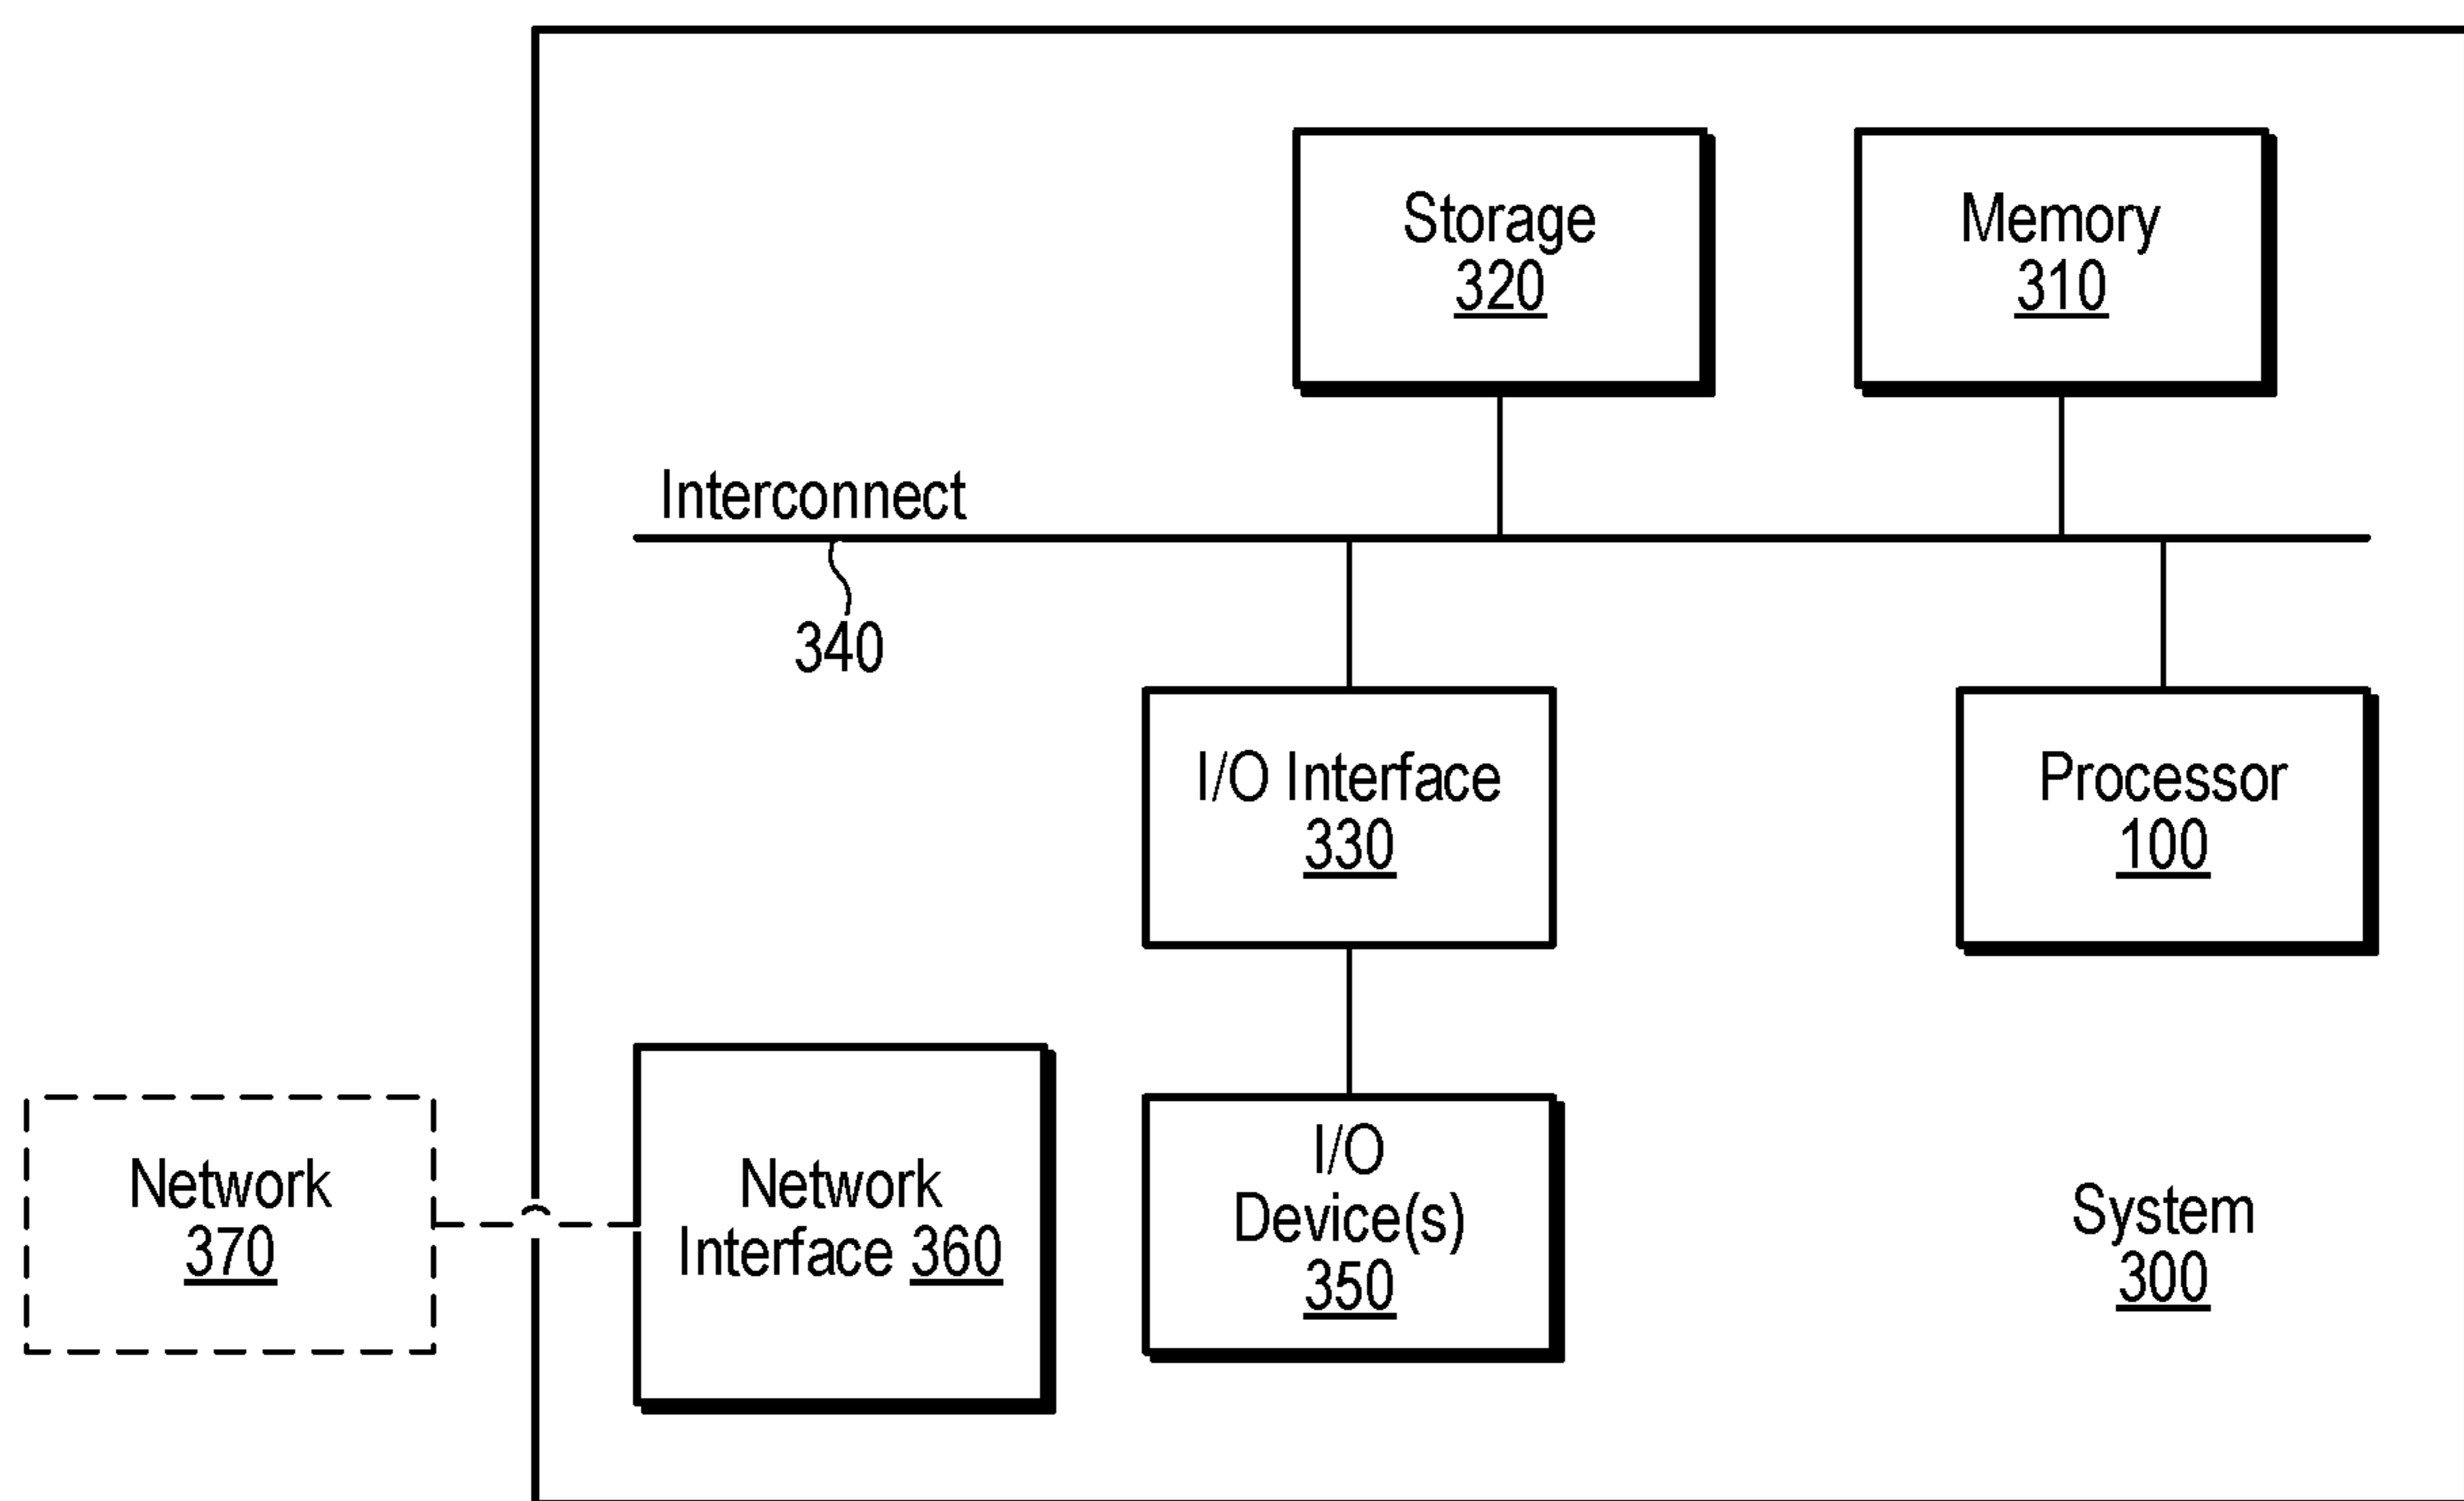 Storage
320
Memory
310
Interconnect
340
I/O Interface
330
Processor
100
Network
370
Network
Interface 360
I/O
Device(s)
350
System
300